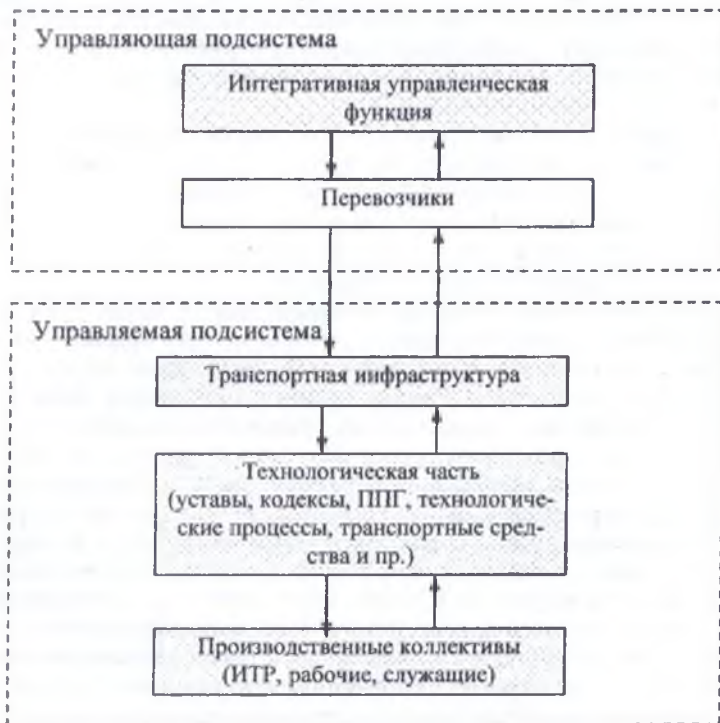 Управляющая подсистема
Интегративная управленческая
функция
Перевозчики
Управляемая подсистема
Транспортная инфраструктура
Технологическая часть
(уставы, кодексы, ППГ, технологиче-
ские процессы, транспортные сред-
ства и пр.)
Производственные коллективы
(ИТР, рабочие, служащие)